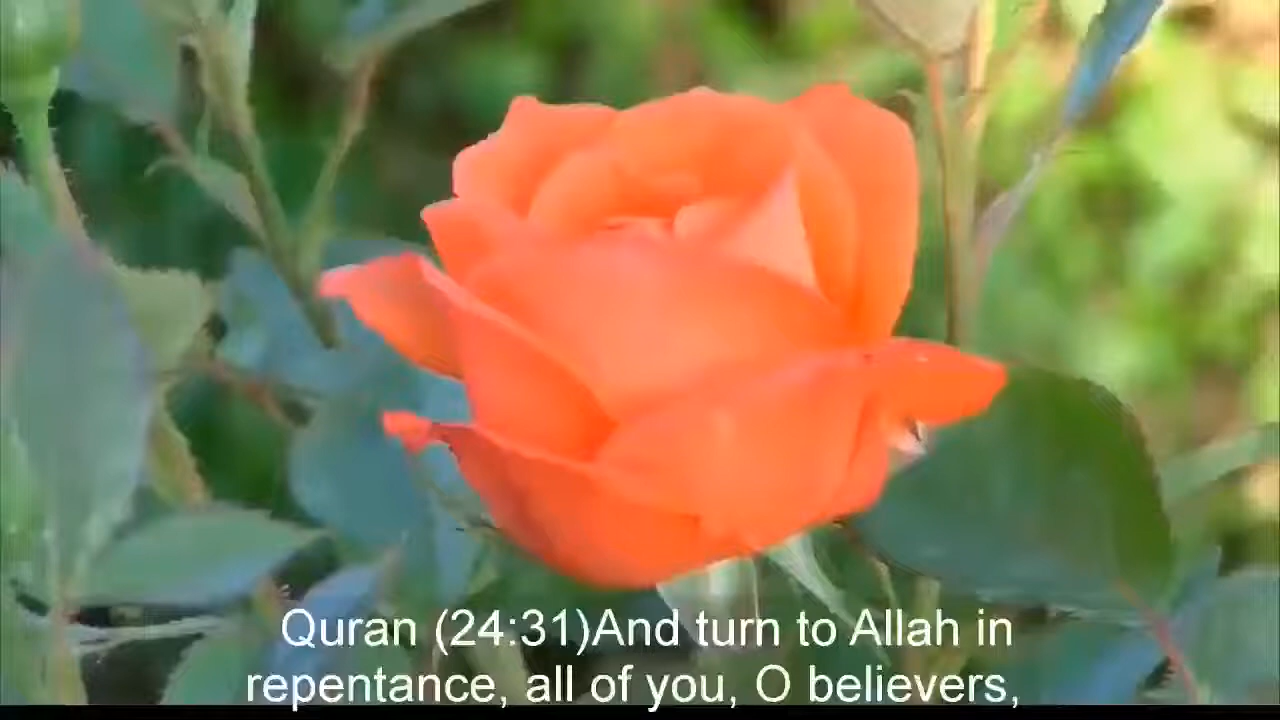 Quran (24:31)And turn to Allah in
repentance, all of you, O believers,